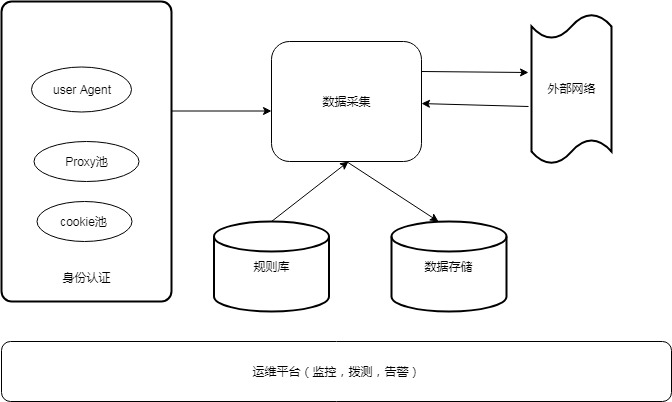 user Agent
Proxy池
cookie池
身份认证
数据采集
外部网络
规则库
数据存储
运维平台（监控，拨测，告警）